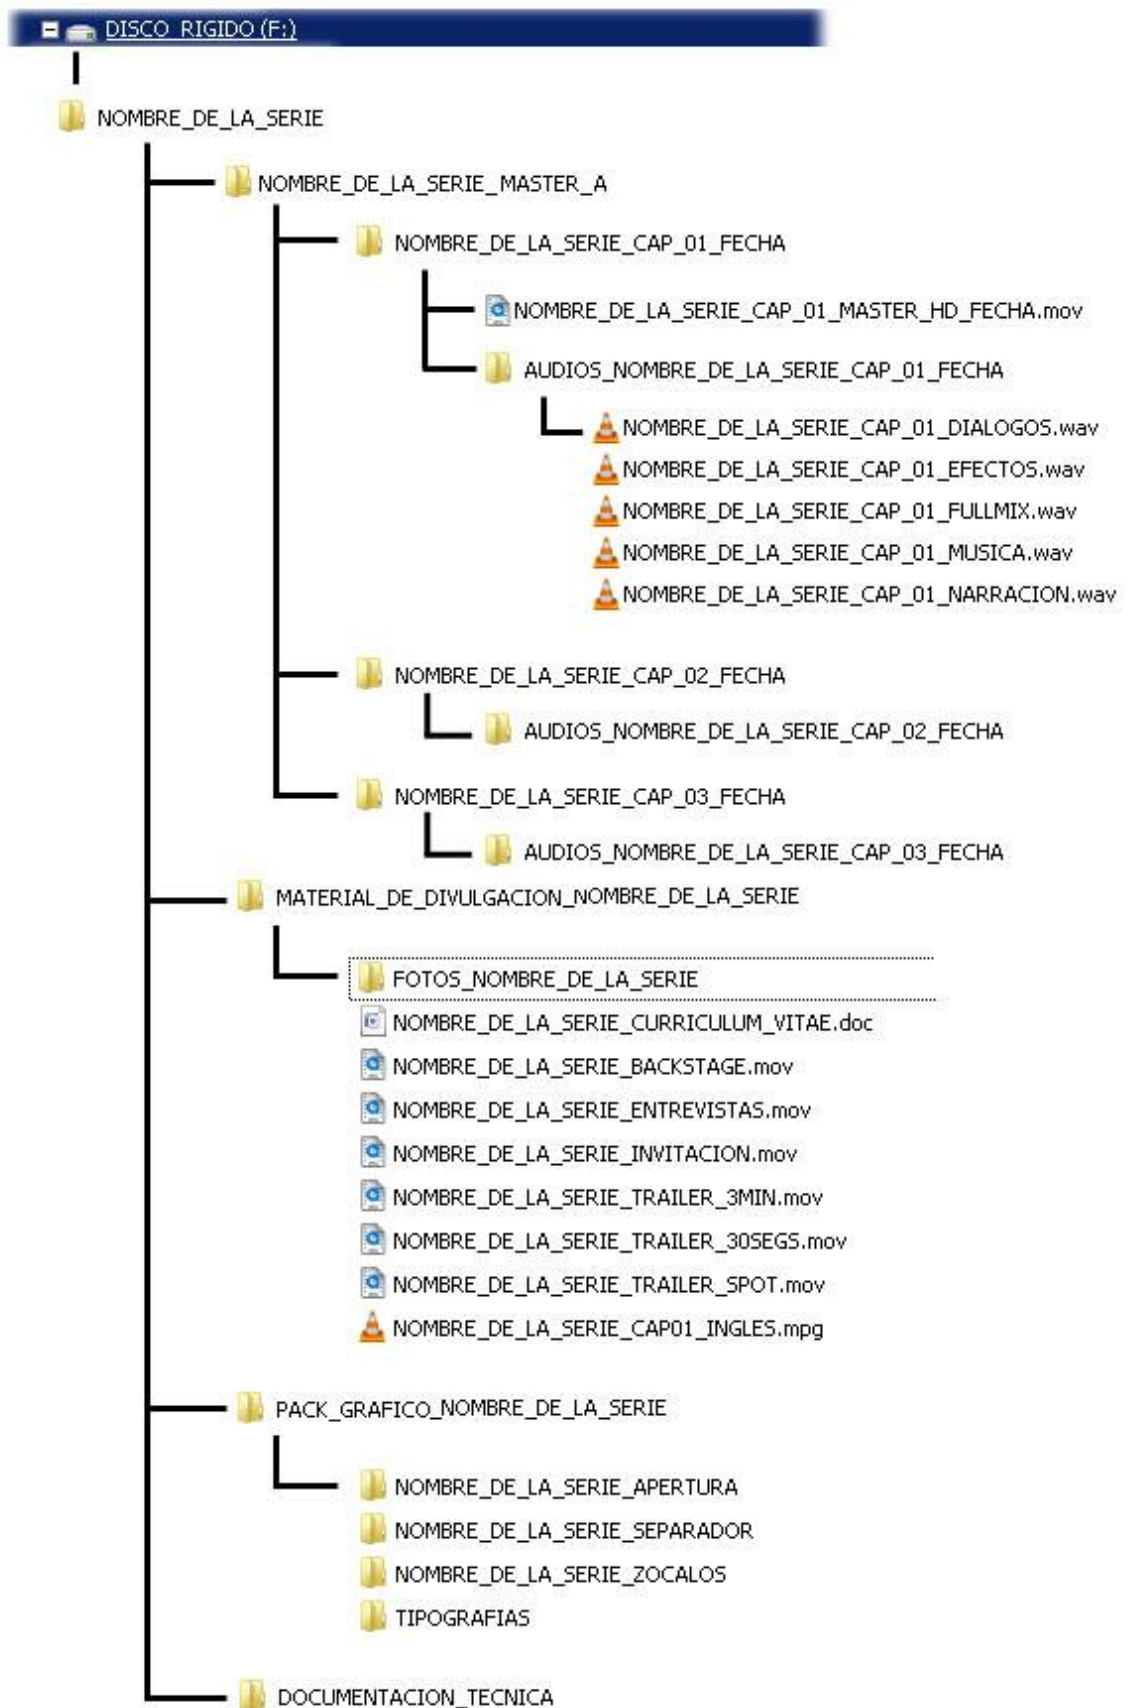 DISCO RIGIDO (F:)
NOMBRE_DE_LA_SERIE
NOMBRE_DE_LA_SERIE_MASTER_A
NOMBRE_DE_LA_SERIE_CAP_01_FECHA
NOMBRE_DE_LA_SERIE_CAP_01_MASTER_HD_FECHA.mov
AUDIOS_NOMBRE_DE_LA_SERIE_CAP_01_FECHA
NOMBRE_DE_LA_SERIE_CAP_01_DIALOGOS.wav
NOMBRE_DE_LA_SERIE_CAP_01_EFECTOS.wav
NOMBRE_DE_LA_SERIE_CAP_01_FULLMIX.wav
NOMBRE_DE_LA_SERIE_CAP_01_MUSICA.wav
NOMBRE_DE_LA_SERIE_CAP_01_NARRACION.wav
NOMBRE_DE_LA_SERIE_CAP_02_FECHA
AUDIOS_NOMBRE_DE_LA_SERIE_CAP_02_FECHA
NOMBRE_DE_LA_SERIE_CAP_03_FECHA
AUDIOS_NOMBRE_DE_LA_SERIE_CAP_03_FECHA
MATERIAL_DE_DIVULGACION_NOMBRE_DE_LA_SERIE
FOTOS_NOMBRE_DE_LA_SERIE
NOMBRE_DE_LA_SERIE_CURRICULUM_VITAE.doc
NOMBRE_DE_LA_SERIE_BACKSTAGE.mov
NOMBRE_DE_LA_SERIE_ENTREVISTAS.mov
NOMBRE_DE_LA_SERIE_INVITACION.mov
NOMBRE_DE_LA_SERIE_TRAILER_3MIN.mov
NOMBRE_DE_LA_SERIE_TRAILER_30SEGS.mov
NOMBRE_DE_LA_SERIE_TRAILER_SPOT.mov
NOMBRE_DE_LA_SERIE_CAP01_INGLES.mpg
PACK_GRAFICO_NOMBRE_DE_LA_SERIE
NOMBRE_DE_LA_SERIE_APERTURA
NOMBRE_DE_LA_SERIE_SEPARADOR
NOMBRE_DE_LA_SERIE_ZOCALOS
TIPOGRAFIAS
DOCUMENTACION_TECNICA